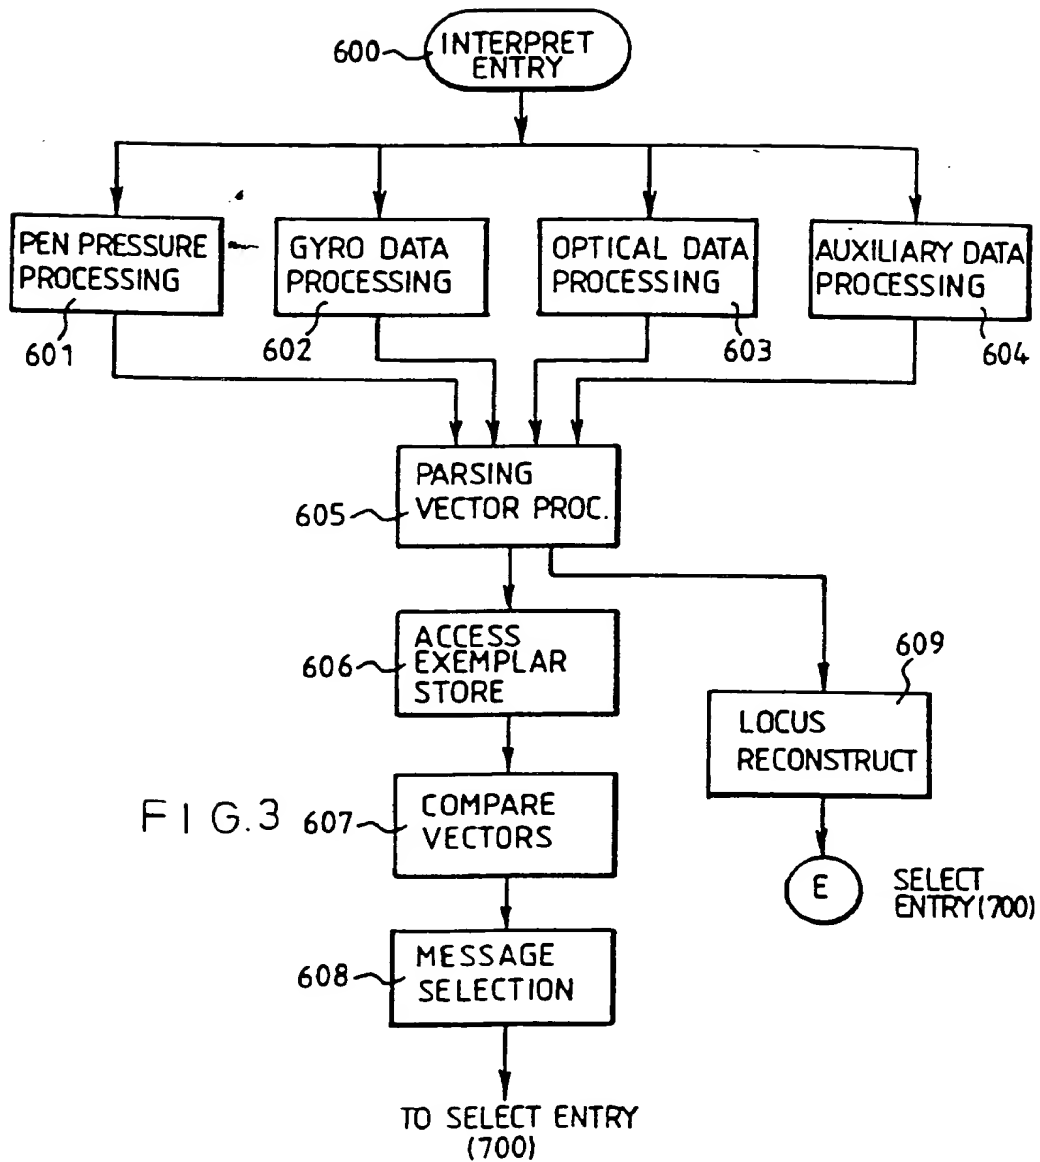 600
INTERPRET
ENTRY
PEN PRESSURE
PROCESSING
601
GYRO DATA
PROCESSING
602
OPTICAL DATA
PROCESSING
603
AUXILIARY DATA
PROCESSING
604
PARSING
VECTOR PROC.
605
ACCESS
EXEMPLAR
STORE
606
609
LOCUS
RECONSTRUCT
FIG.3
COMPARE
VECTORS
607
E
SELECT
ENTRY(700)
MESSAGE
SELECTION
608
TO SELECT ENTRY
(700)